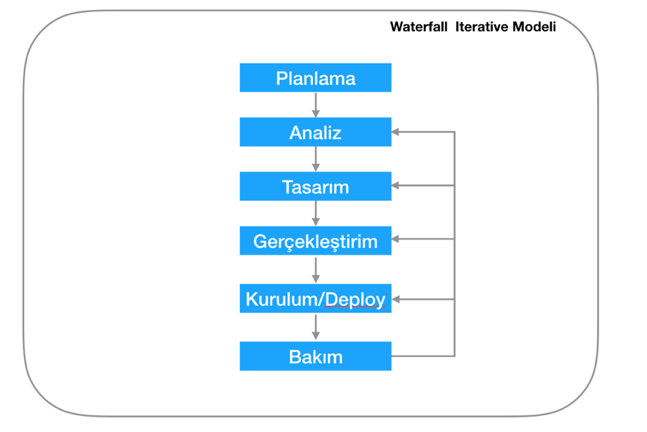 Waterfall  Iterative Modeli
Planlama
Analiz
Tasarım
Gerçekleştirim
Kurulum/Deploy
Bakım